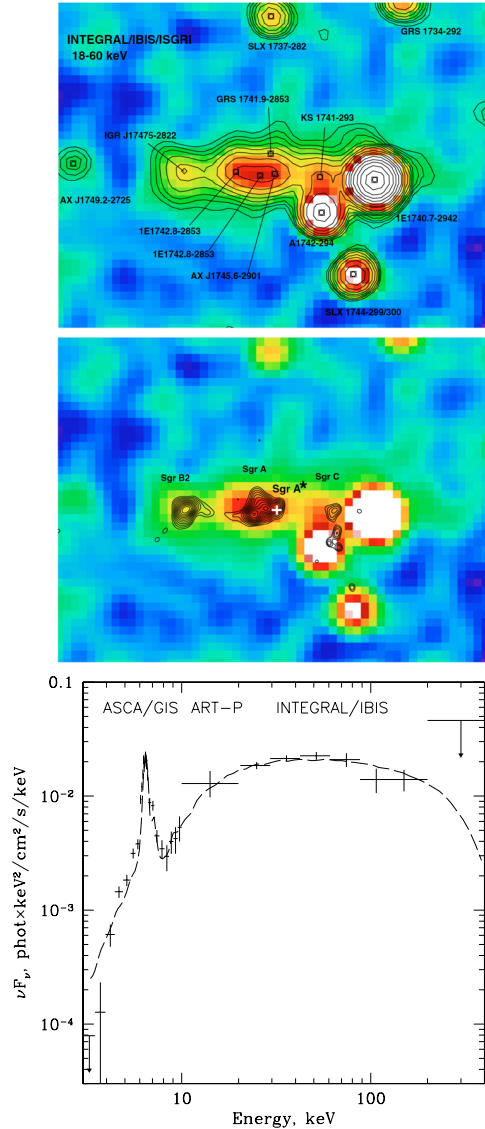 INTEGRAL/IBIS/ISGRI
18-60 keV
SLX 1737-282
GRS 1734-292
GRS 1741.9-2853
KS 1741-293
IGR J17475-2822
AX J1749.2-2725
1E1742.8-2853
1E1742.8-2853
AX J1745.6-2901
A1742-294
1E1740.7-2942
SLX 1744-299/300
Sgr B2
Sgr A
Sgr A*
Sgr C
ASCA/GIS ART-P INTEGRAL/IBIS
0.1
10⁻²
10⁻³
10⁻⁴
νFᵥ, phot×keV²/cm²/s/keV
10
100
Energy, keV